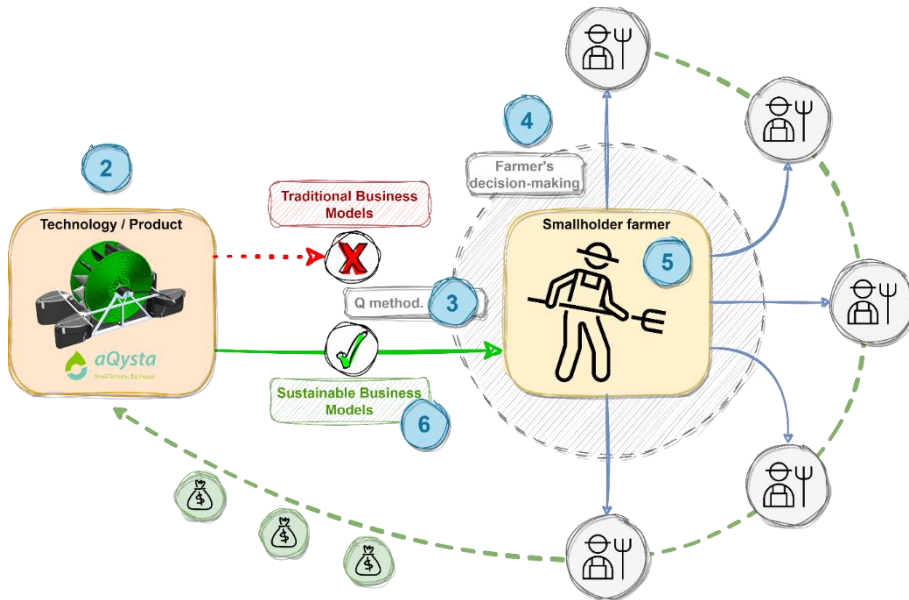 4
2
Farmer's
decision-making
Traditional Business
Models
Technology / Product
Smallholder farmer
X
5
Q method.
3
aQysta
Sustainable Business
Models
6
$
$
$